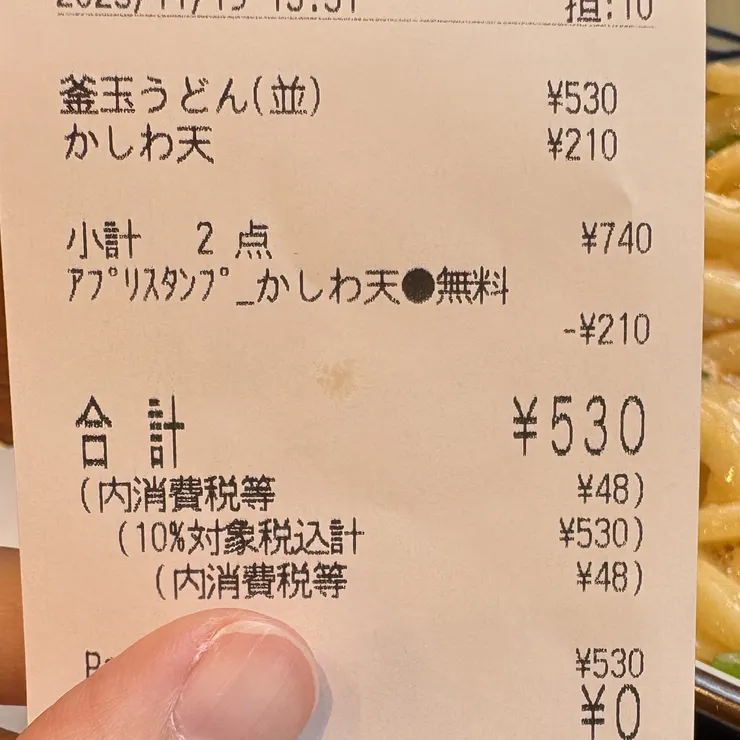 釜玉うどん(並) ¥530
かしわ天 ¥210
小計 2 点 ¥740
ｱﾌﾟﾘｽﾀﾝﾌﾟ_かしわ天●無料
-¥210
合計 ¥530
(内消費税等 ¥48)
(10%対象税込計 ¥530)
(内消費税等 ¥48)
¥530
¥0